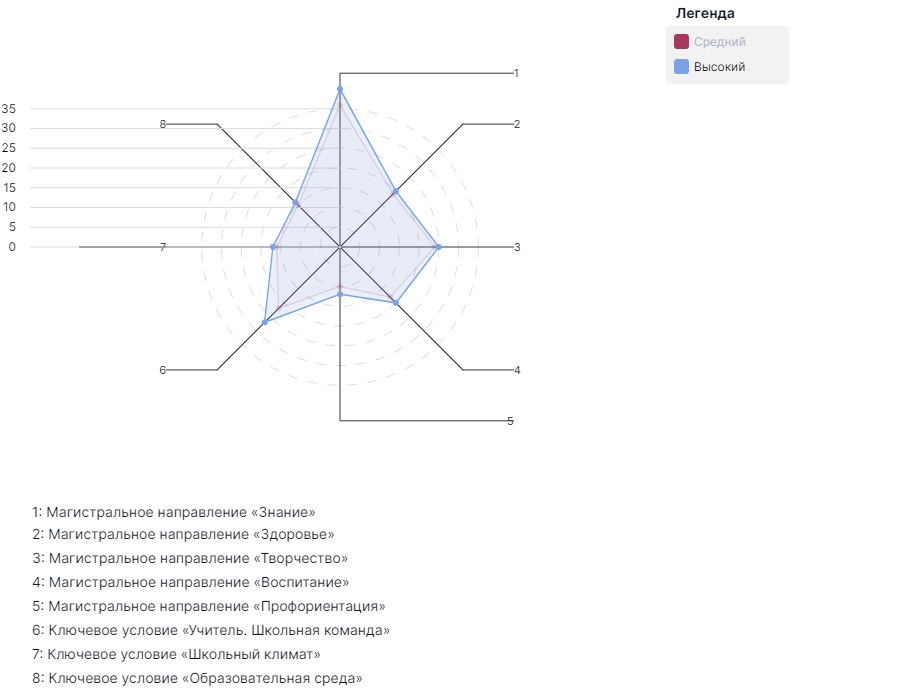 Легенда
Средний
Высокий
1
35
30
8
2
25
20
15
10
5
0
7
3
6
4
5
1: Магистральное направление «Знание»
2: Магистральное направление «Здоровье»
3: Магистральное направление «Творчество»
4: Магистральное направление «Воспитание»
5: Магистральное направление «Профориентация»
6: Ключевое условие «Учитель. Школьная команда»
7: Ключевое условие «Школьный климат»
8: Ключевое условие «Образовательная среда»